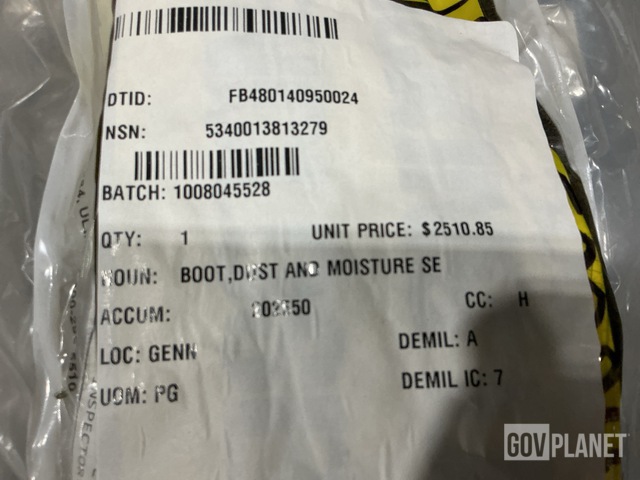 DTID: FB480140950024
NSN: 5340013813279
BATCH: 1008045528
QTY: 1 UNIT PRICE: $2510.85
NOUN: BOOT,DUST AND MOISTURE SE
ACCUM: CC: H
LOC: GENN DEMIL: A
UOM: PG DEMIL IC: 7
GOVPLANET